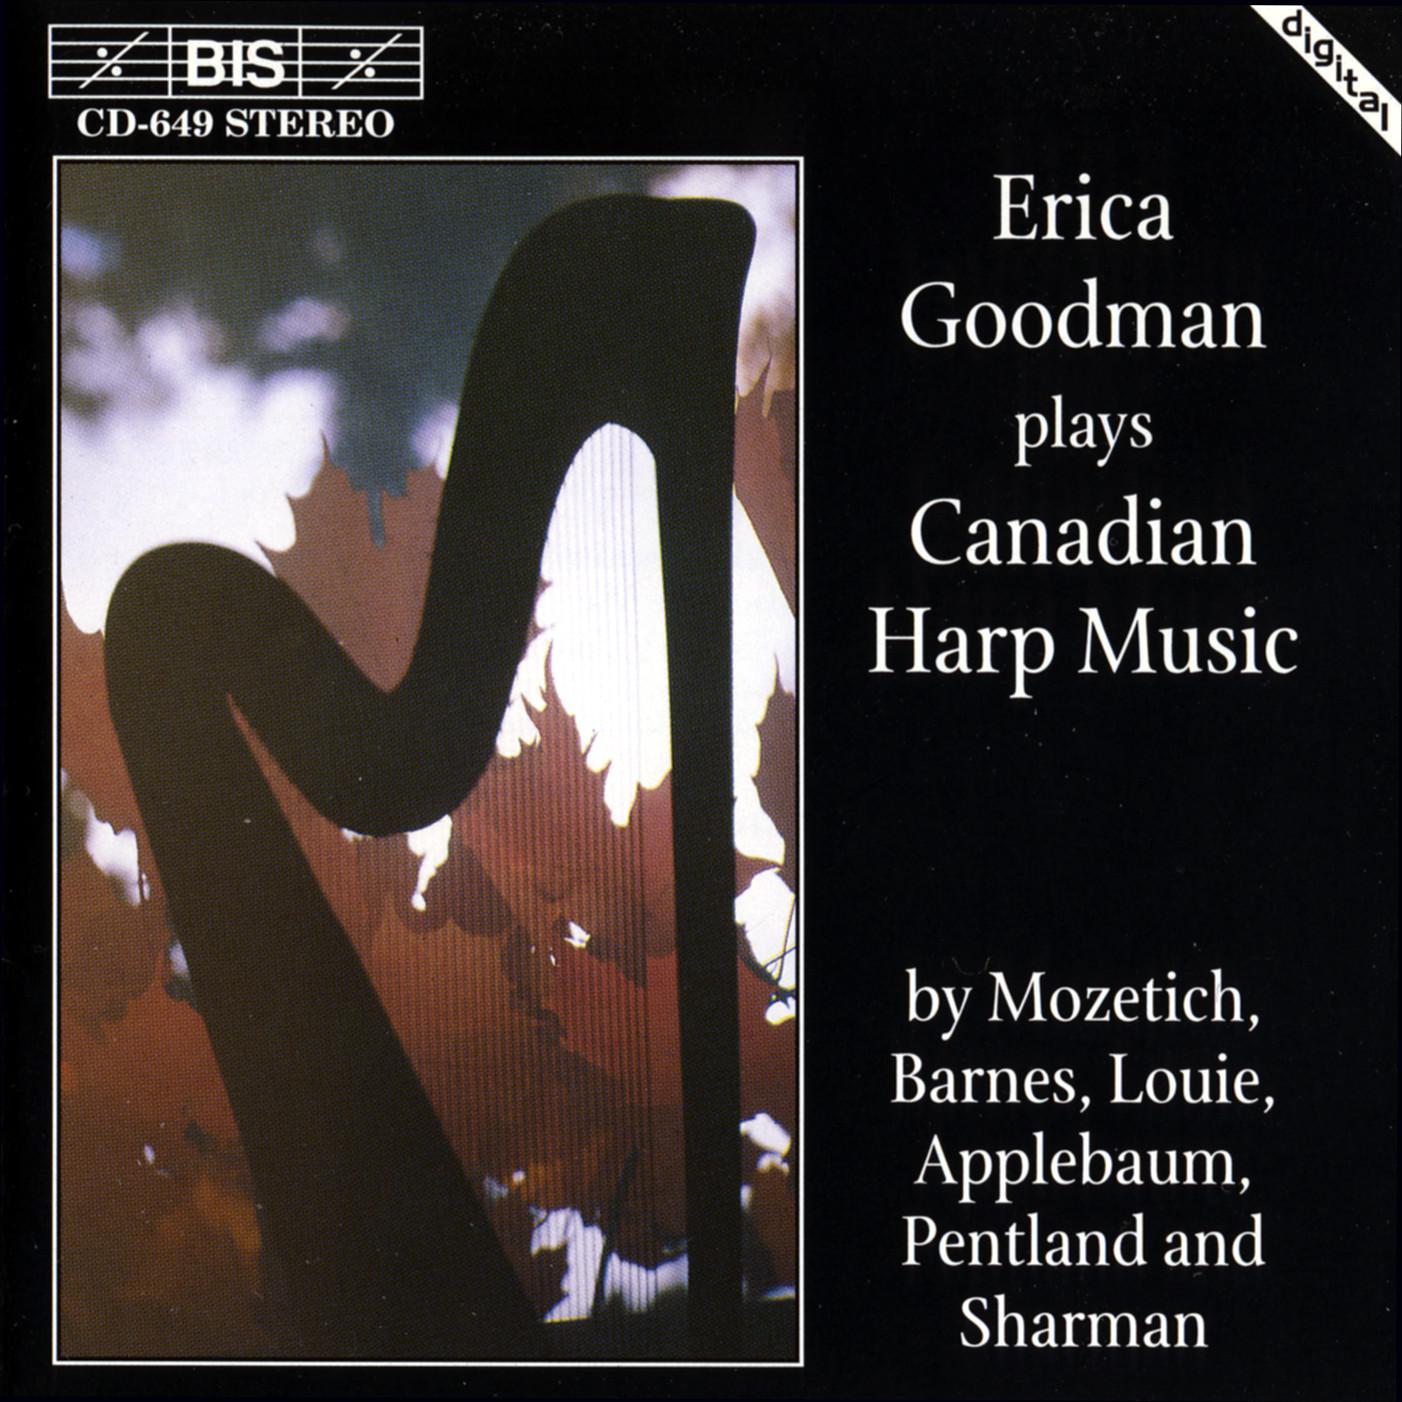 BIS
CD-649 STEREO
digital
Erica
Goodman
plays
Canadian
Harp Music
by Mozetich,
Barnes, Louie,
Applebaum,
Pentland and
Sharman